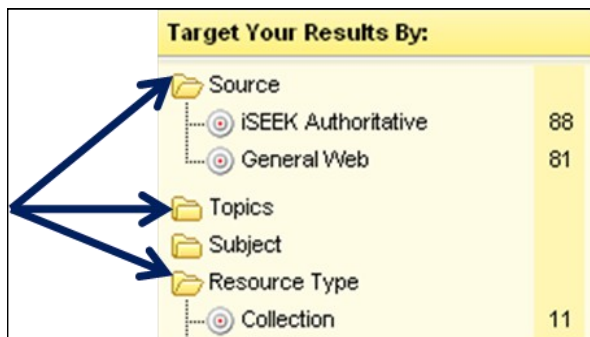 Target Your Results By:
Source
iSEEK Authoritative 88
General Web 81
Topics
Subject
Resource Type
Collection 11